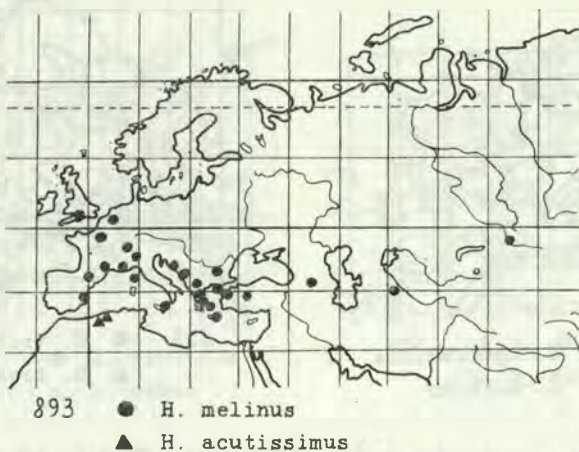 893 ● H. melinus
▲ H. acutissimus